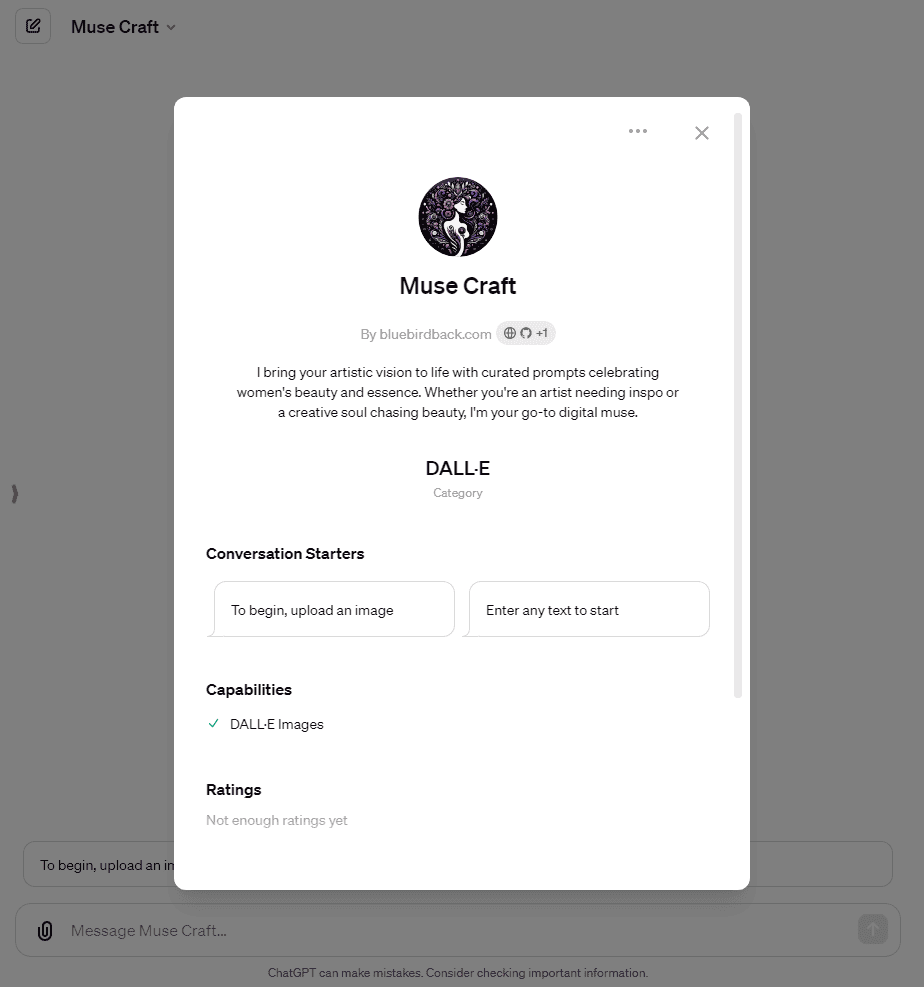 Muse Craft
Muse Craft
By bluebirdback.com +1
I bring your artistic vision to life with curated prompts celebrating
women's beauty and essence. Whether you're an artist needing inspo or
a creative soul chasing beauty, I'm your go-to digital muse.
DALL·E
Category
Conversation Starters
To begin, upload an image
Enter any text to start
Capabilities
DALL·E Images
Ratings
Not enough ratings yet
To begin, upload an
Message Muse Craft...
ChatGPT can make mistakes. Consider checking important information.